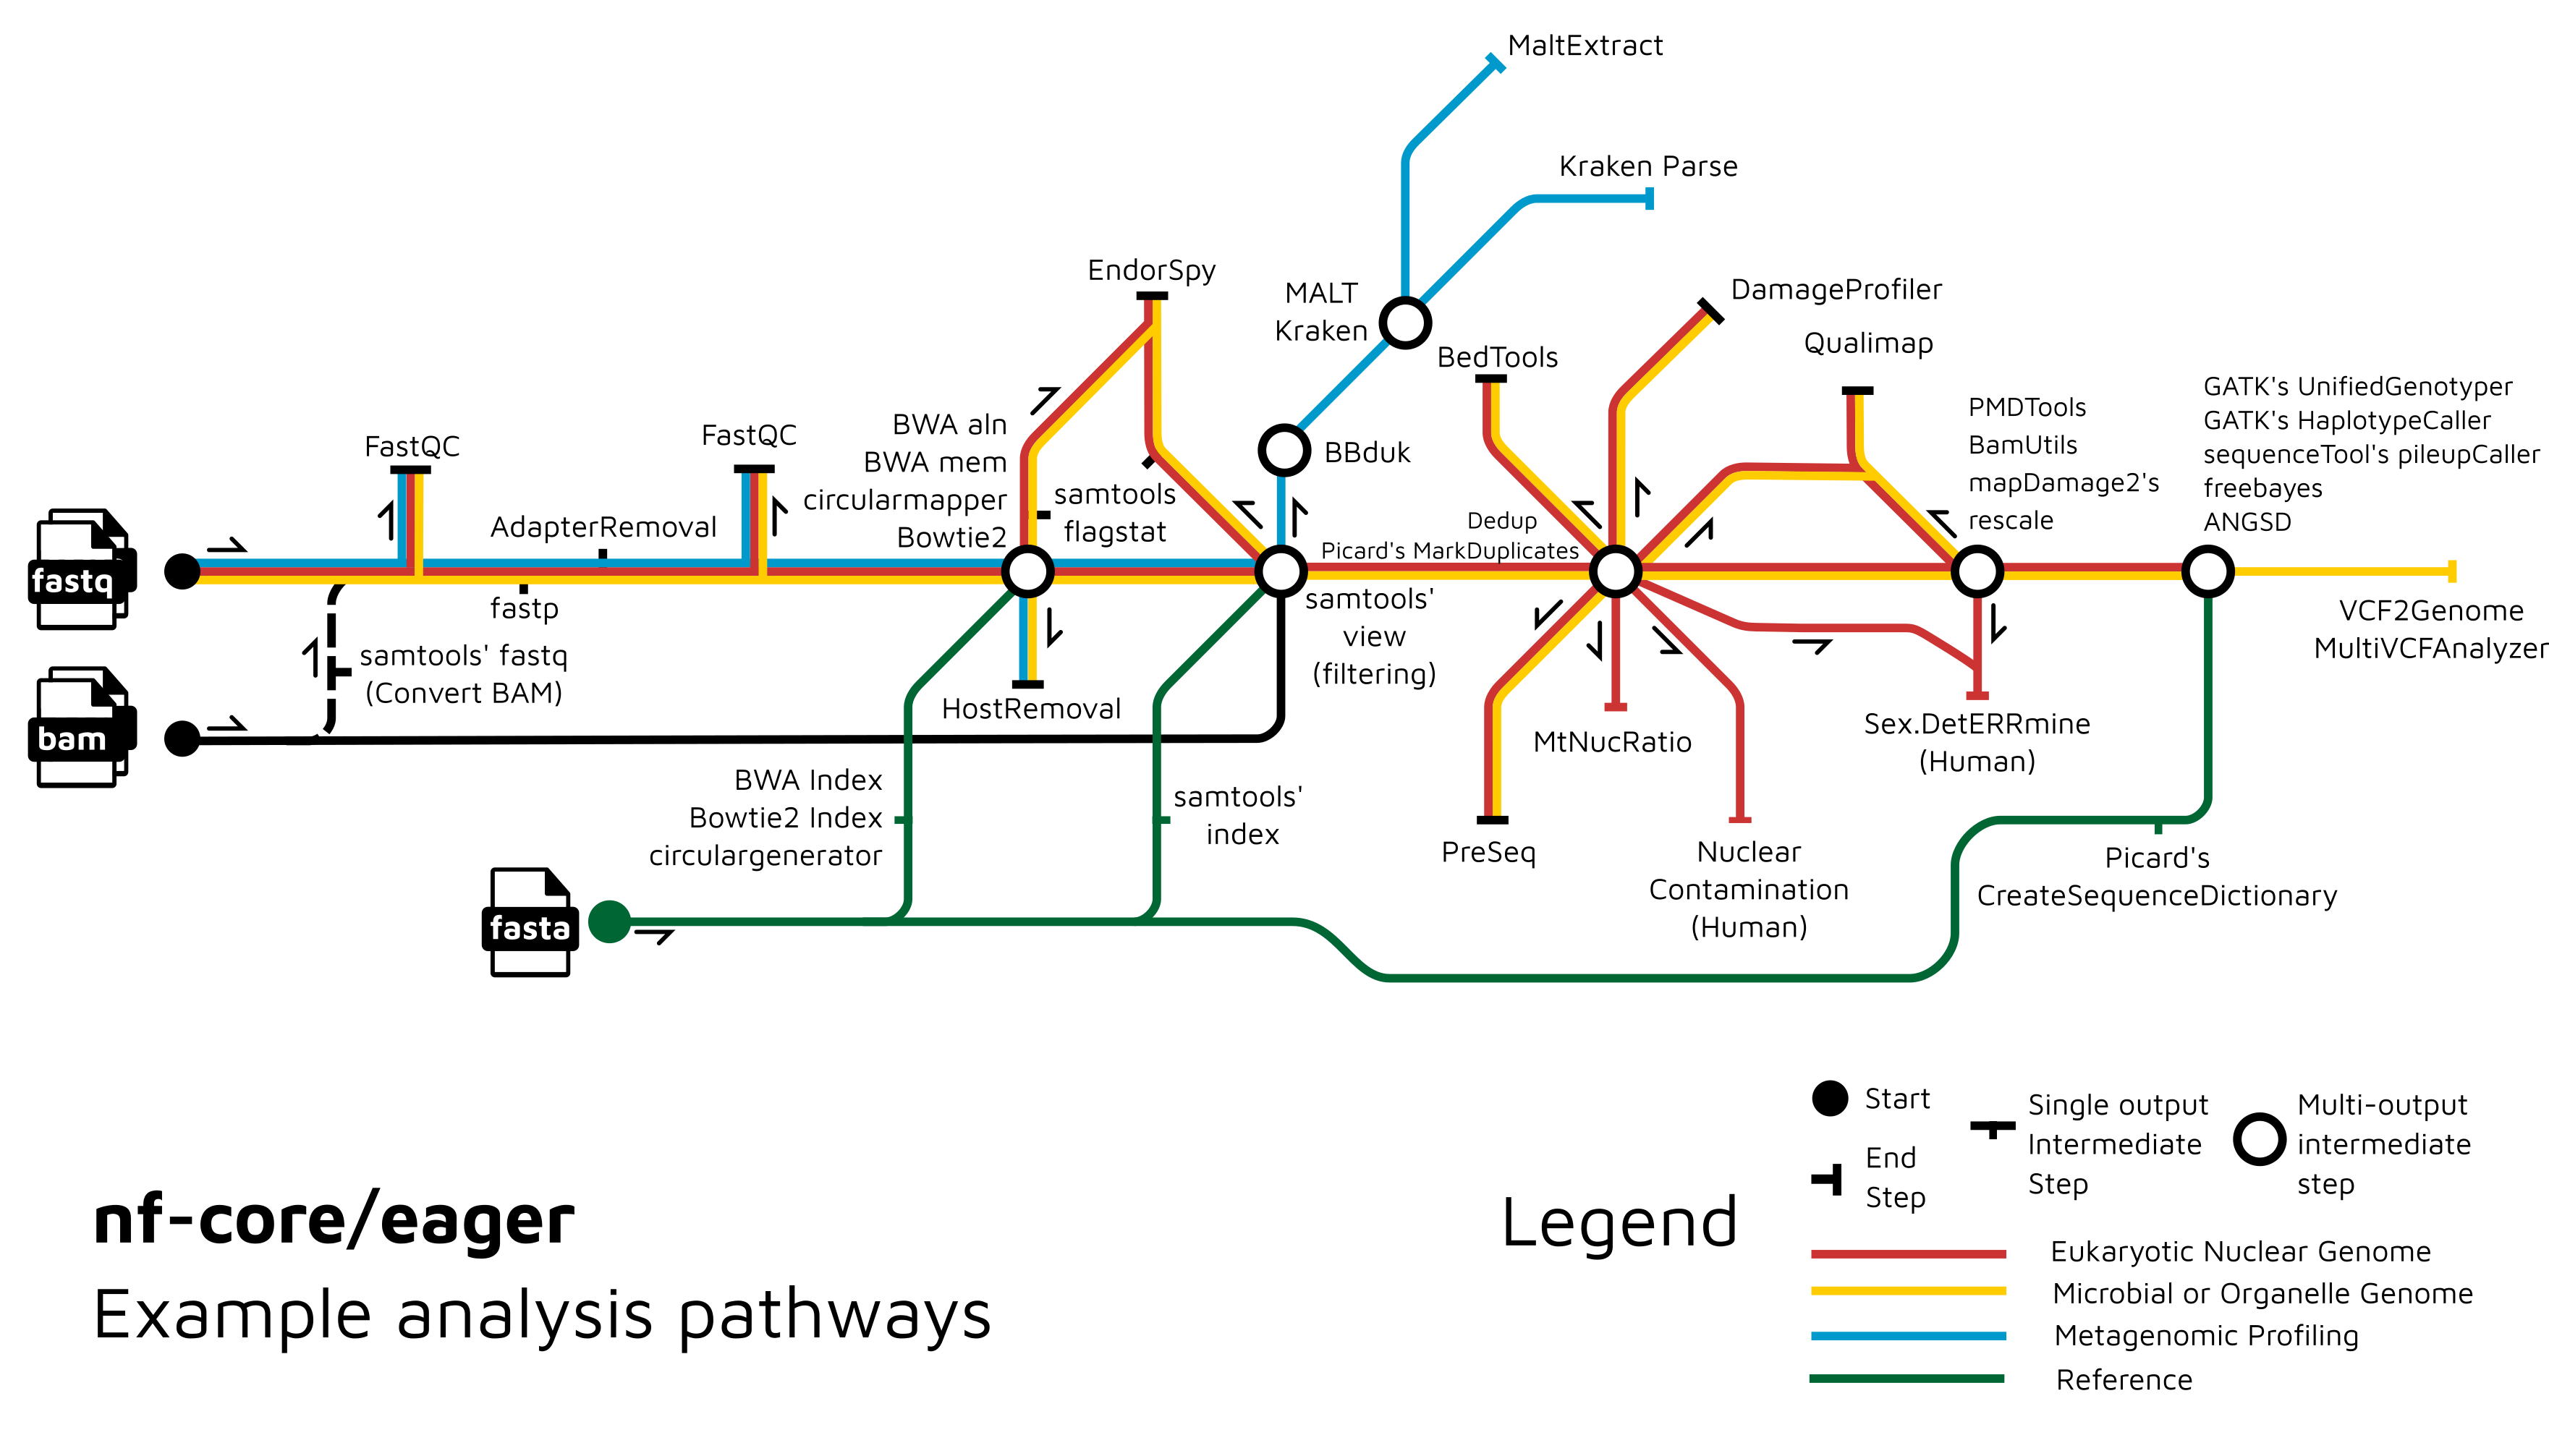 MaltExtract
Kraken Parse
EndorSpy
MALT
Kraken
DamageProfiler
Qualimap
BedTools
FastQC
FastQC
BWA aln
BWA mem
circularmapper
Bowtie2
samtools
flagstat
BBduk
PMDTools
BamUtils
mapDamage2's
rescale
GATK's UnifiedGenotyper
GATK's HaplotypeCaller
sequenceTool's pileupCaller
freebayes
ANGSD
AdapterRemoval
Dedup
Picard's MarkDuplicates
fastq
fastp
samtools'
view
(filtering)
VCF2Genome
MultiVCFAnalyzer
samtools' fastq
(Convert BAM)
bam
HostRemoval
MtNucRatio
Sex.DetERRmine
(Human)
BWA Index
Bowtie2 Index
circulargenerator
samtools'
index
PreSeq
Nuclear
Contamination
(Human)
Picard's
CreateSequenceDictionary
fasta
nf-core/eager
Example analysis pathways
Legend
Start
End
Step
Single output
Intermediate
Step
Multi-output
intermediate
step
Eukaryotic Nuclear Genome
Microbial or Organelle Genome
Metagenomic Profiling
Reference